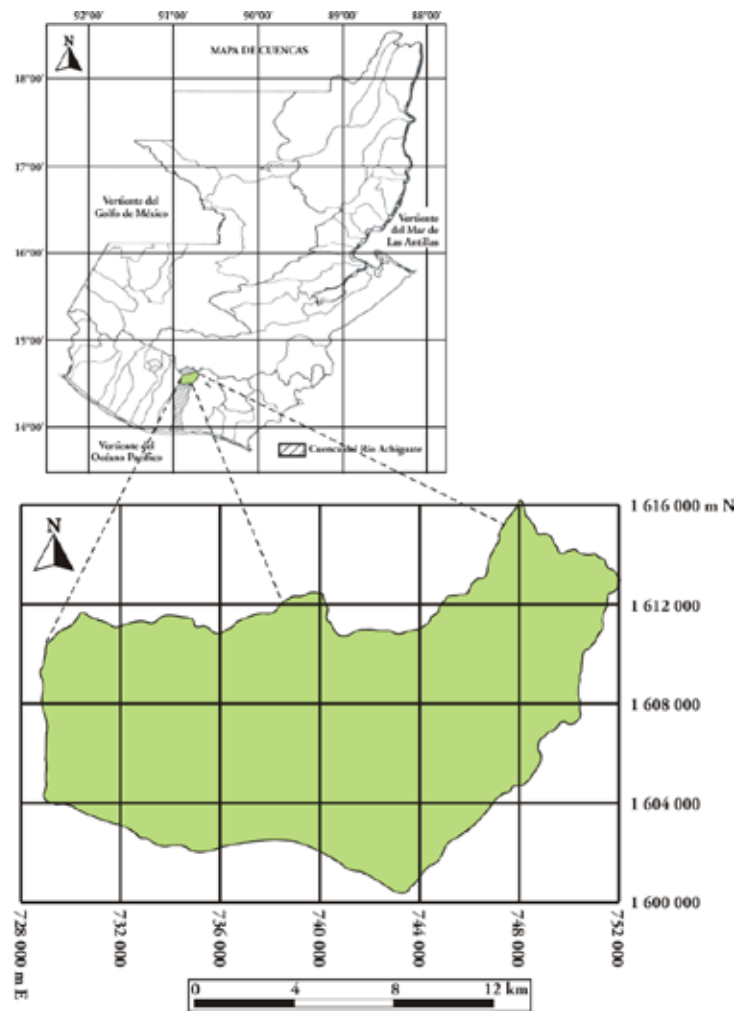 92°00' 91°00' 90°00' 89°00' 88°00'
N
MAPA DE CUENCAS
18°00'
17°00'
Vertiente del
Golfo de México
Vertiente
del Mar de
Las Antillas
16°00'
15°00'
14°00'
Vertiente del
Océano Pacífico
Cuenca del Río Achiguate
N
1 616 000 m N
1 612 000
1 608 000
1 604 000
1 600 000
728 000 m E
732 000
736 000
740 000
744 000
748 000
752 000
0 4 8 12 km